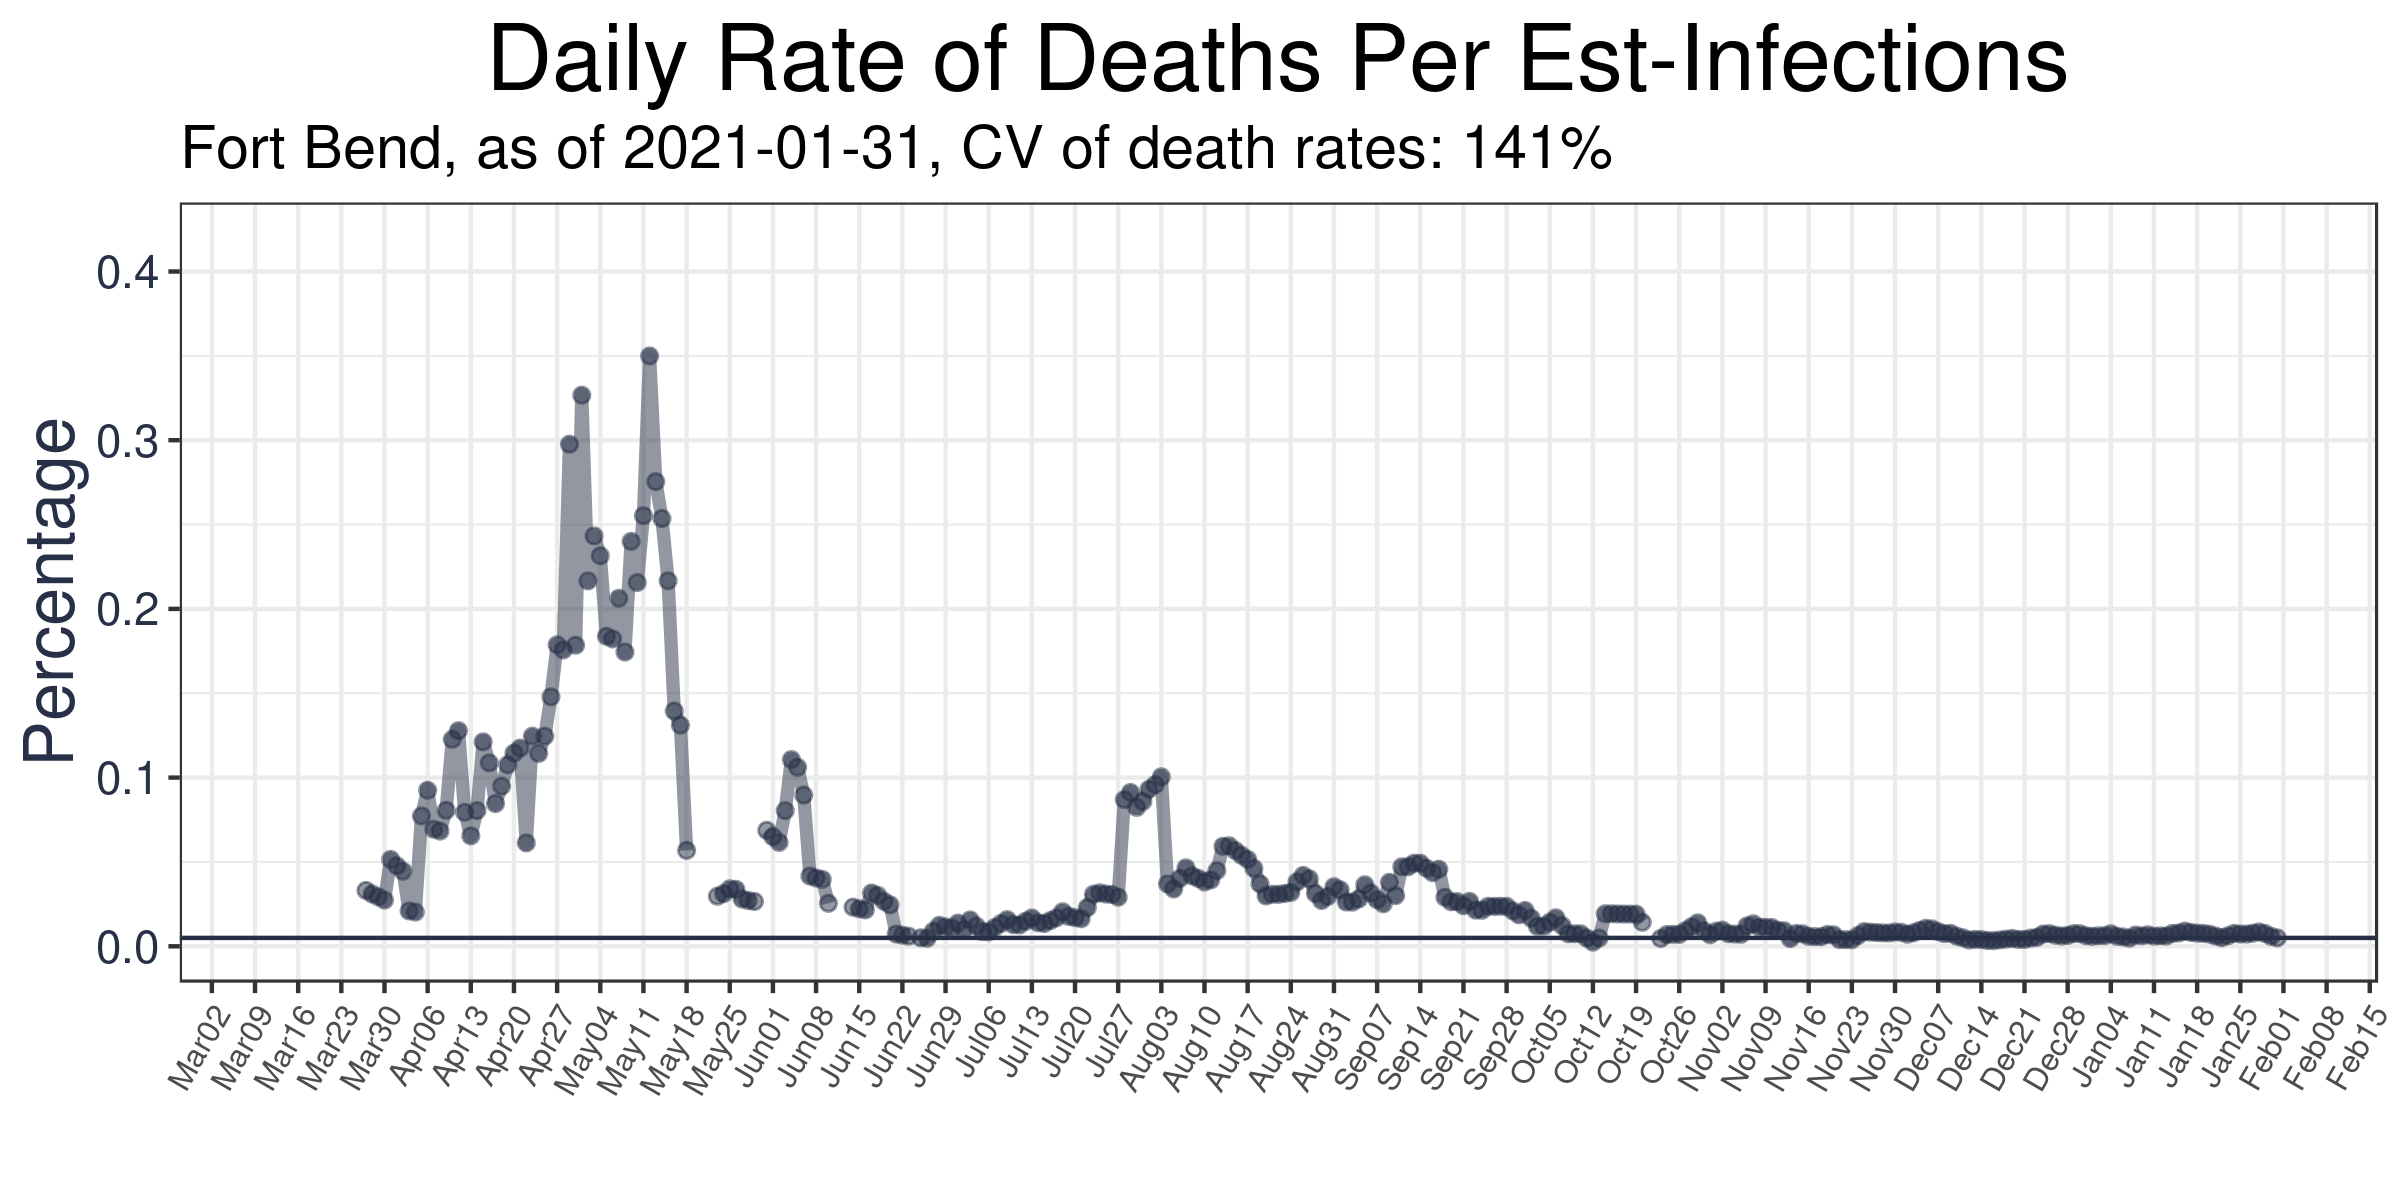 Daily Rate of Deaths Per Est-Infections
Fort Bend, as of 2021-01-31, CV of death rates: 141%
Percentage
0.4
0.3
0.2
0.1
0.0
Mar02 Mar09 Mar16 Mar23 Mar30 Apr06 Apr13 Apr20 Apr27 May04 May11 May18 May25 Jun01 Jun08 Jun15 Jun22 Jun29 Jul06 Jul13 Jul20 Jul27 Aug03 Aug10 Aug17 Aug24 Aug31 Sep07 Sep14 Sep21 Sep28 Oct05 Oct12 Oct19 Oct26 Nov02 Nov09 Nov16 Nov23 Nov30 Dec07 Dec14 Dec21 Dec28 Jan04 Jan11 Jan18 Jan25 Feb01 Feb08 Feb15